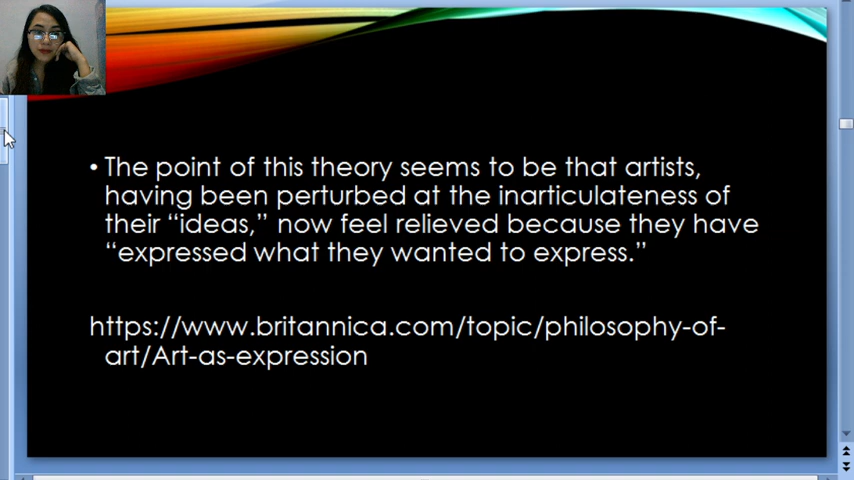 • The point of this theory seems to be that artists,
having been perturbed at the inarticulateness of
their “ideas,” now feel relieved because they have
“expressed what they wanted to express.”
https://www.britannica.com/topic/philosophy-of-
art/Art-as-expression